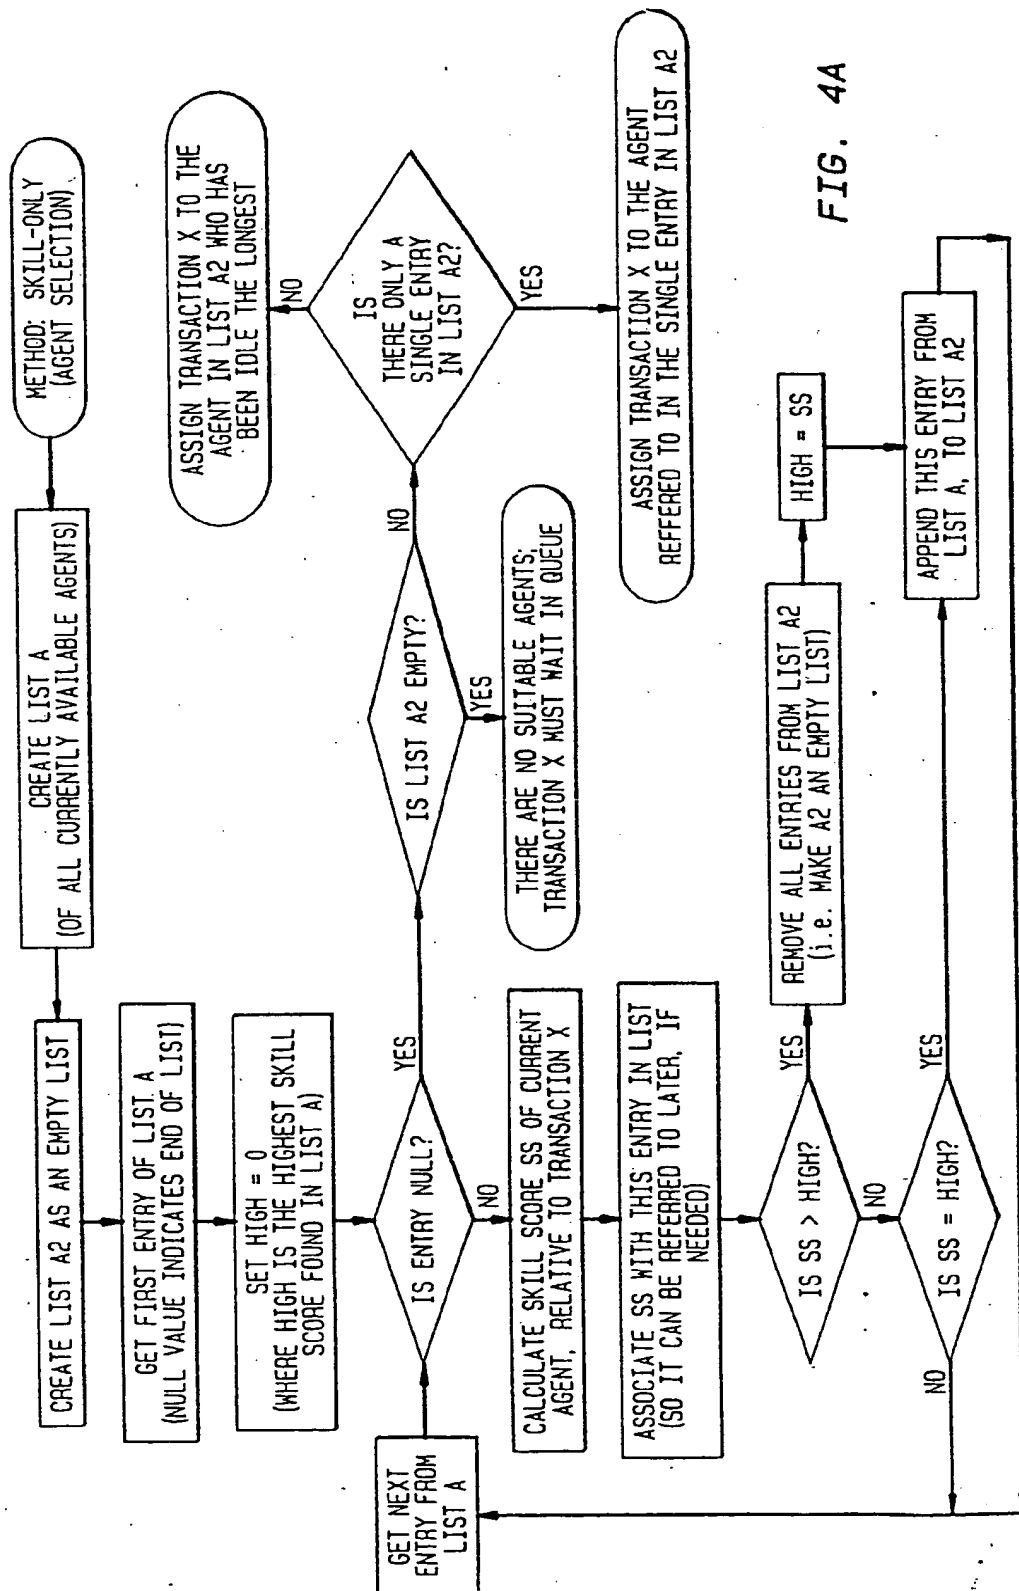 METHOD: SKILL-ONLY
(AGENT SELECTION)
CREATE LIST A
(OF ALL CURRENTLY AVAILABLE AGENTS)
CREATE LIST A2 AS AN EMPTY LIST
GET FIRST ENTRY OF LIST A
(NULL VALUE INDICATES END OF LIST)
SET HIGH = 0
(WHERE HIGH IS THE HIGHEST SKILL
SCORE FOUND IN LIST A)
GET NEXT
ENTRY FROM
LIST A
IS ENTRY NULL?
YES
NO
IS LIST A2 EMPTY?
NO
YES
THERE ARE NO SUITABLE AGENTS;
TRANSACTION X MUST WAIT IN QUEUE
IS
THERE ONLY A
SINGLE ENTRY
IN LIST A2?
NO
YES
ASSIGN TRANSACTION X TO THE
AGENT IN LIST A2 WHO HAS
BEEN IDLE THE LONGEST
ASSIGN TRANSACTION X TO THE AGENT
REFFERED TO IN THE SINGLE ENTRY IN LIST A2
CALCULATE SKILL SCORE SS OF CURRENT
AGENT, RELATIVE TO TRANSACTION X
ASSOCIATE SS WITH THIS ENTRY IN LIST
(SO IT CAN BE REFERRED TO LATER, IF
NEEDED)
IS SS > HIGH?
YES
NO
REMOVE ALL ENTRIES FROM LIST A2
(i.e. MAKE A2 AN EMPTY LIST)
HIGH = SS
IS SS = HIGH?
YES
NO
APPEND THIS ENTRY FROM
LIST A, TO LIST A2
FIG. 4A